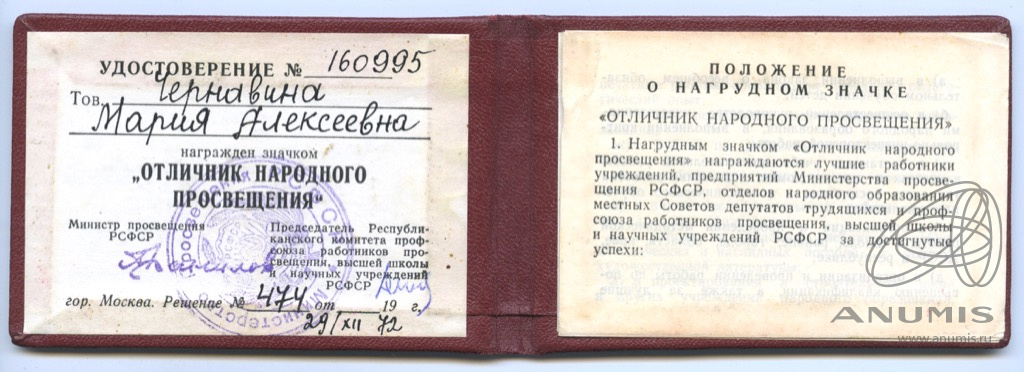 УДОСТОВЕРЕНИЕ № 160995
Тов. Чернавина
Мария Алексеевна
награжден значком
„ОТЛИЧНИК НАРОДНОГО
ПРОСВЕЩЕНИЯ“
Министр просвещения
РСФСР
Председатель Республи-
канского комитета проф-
союза работников про-
свещения, высшей школы
и научных учреждений
РСФСР
гор. Москва. Решение № 474 от 19 г.
29/XII 72
ПОЛОЖЕНИЕ
О НАГРУДНОМ ЗНАЧКЕ
«ОТЛИЧНИК НАРОДНОГО ПРОСВЕЩЕНИЯ»
1. Нагрудным значком «Отличник народного
просвещения» награждаются лучшие работники
учреждений, предприятий Министерства просве-
щения РСФСР, отделов народного образования
местных Советов депутатов трудящихся и проф-
союза работников просвещения, высшей школы
и научных учреждений РСФСР за достигнутые
успехи:
ANUMIS
www.anumis.ru